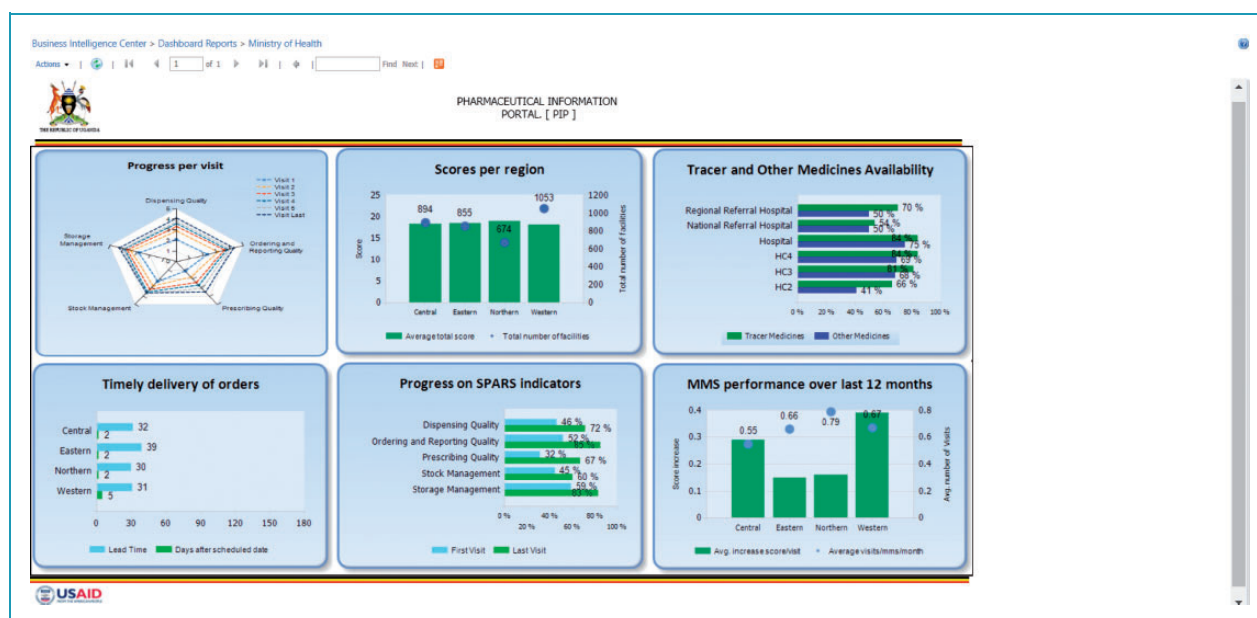 Business Intelligence Center > Dashboard Reports > Ministry of Health
Actions
1 of 1 Find Next
THE REPUBLIC OF UGANDA
PHARMACEUTICAL INFORMATION
PORTAL. [ PIP ]
Progress per visit
Visit 1
Visit 2
Visit 3
Visit 4
Visit 5
Visit Last
Dispensing Quality
Storage
Management
Ordering and
Reporting Quality
Stock Management
Prescribing Quality
Scores per region
25
20
15
10
5
0
Score
894
855
674
1053
1200
1000
800
600
400
200
0
Total number of facilities
Central Eastern Northern Western
Average total score Total number of facilities
Tracer and Other Medicines Availability
Regional Referral Hospital 70 %
50 %
National Referral Hospital 54 %
50 %
Hospital 84 %
75 %
HC4 84 %
69 %
HC3 81 %
68 %
HC2 66 %
41 %
0 % 20 % 40 % 60 % 80 % 100 %
Tracer Medicines Other Medicines
Timely delivery of orders
Central 32
2
Eastern 39
2
Northern 30
2
Western 31
5
0 30 60 90 120 150 180
Lead Time Days after scheduled date
Progress on SPARS indicators
Dispensing Quality 46 %
72 %
Ordering and Reporting Quality 52 %
85 %
Prescribing Quality 32 %
67 %
Stock Management 45 %
60 %
Storage Management 59 %
83 %
0 % 40 % 80 %
20 % 60 % 100 %
First Visit Last Visit
MMS performance over last 12 months
0.4
0.3
0.2
0.1
0
Score increase
0.55
0.66
0.79
0.67
0.8
0.6
0.4
0.2
0
Avg. number of Visits
Central Eastern Northern Western
Avg. increase score/visit Average visits/mms/month
USAID